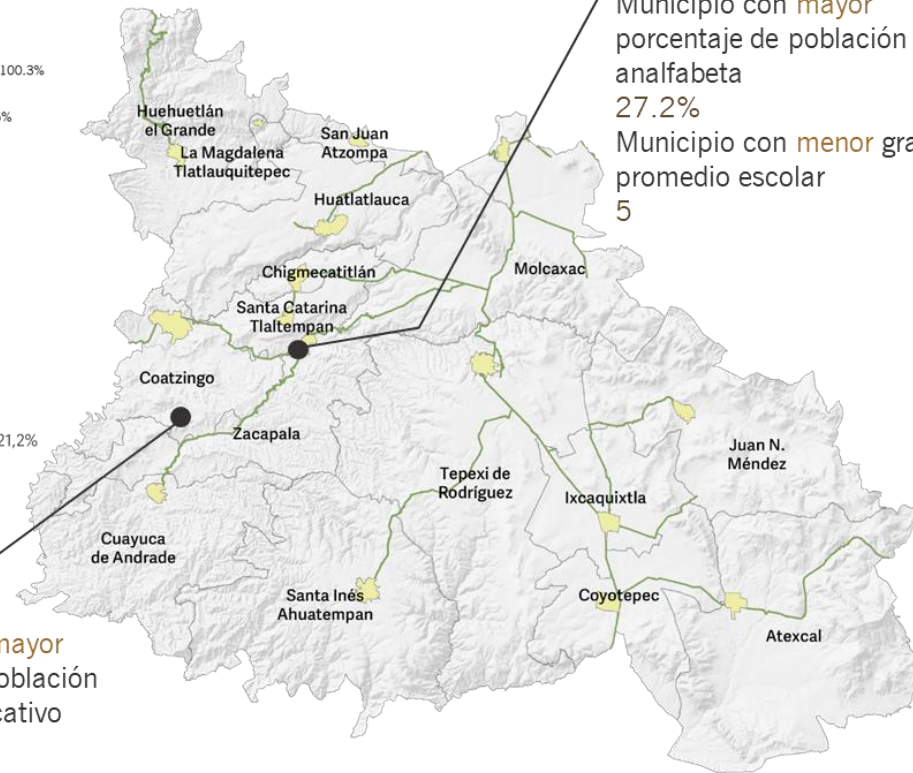 Municipio con mayor
porcentaje de población
analfabeta
27.2%
Municipio con menor
promedio escolar
5
100.3%
Huehuetlán
el Grande
La Magdalena
Tlatlauquitepec
San Juan
Atzompa
Huatlatlauca
Chigmecatitlán
Molcaxac
Santa Catarina
Tlaltempan
Coatzingo
21,2%
Zacapala
Juan N.
Méndez
Tepexi de
Rodríguez
Ixcaquixtla
Cuayuca
de Andrade
Santa Inés
Ahuatempan
Coyotepec
Atexcal
mayor